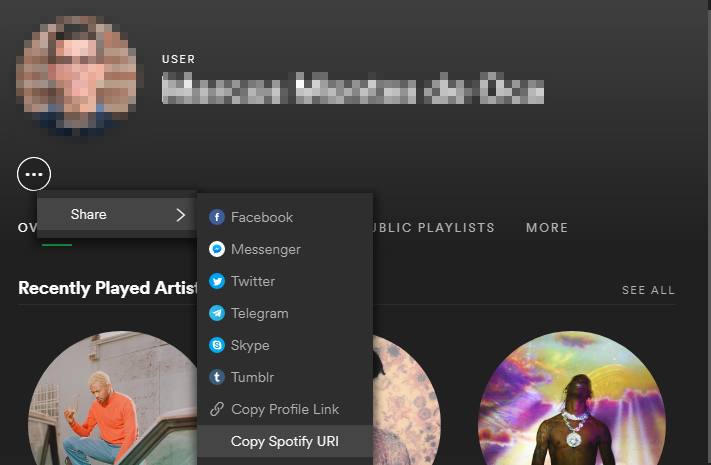 USER
Share
OV
UBLIC PLAYLISTS
MORE
Facebook
Messenger
Twitter
Telegram
Skype
Tumblr
Copy Profile Link
Copy Spotify URI
Recently Played Artist
SEE ALL